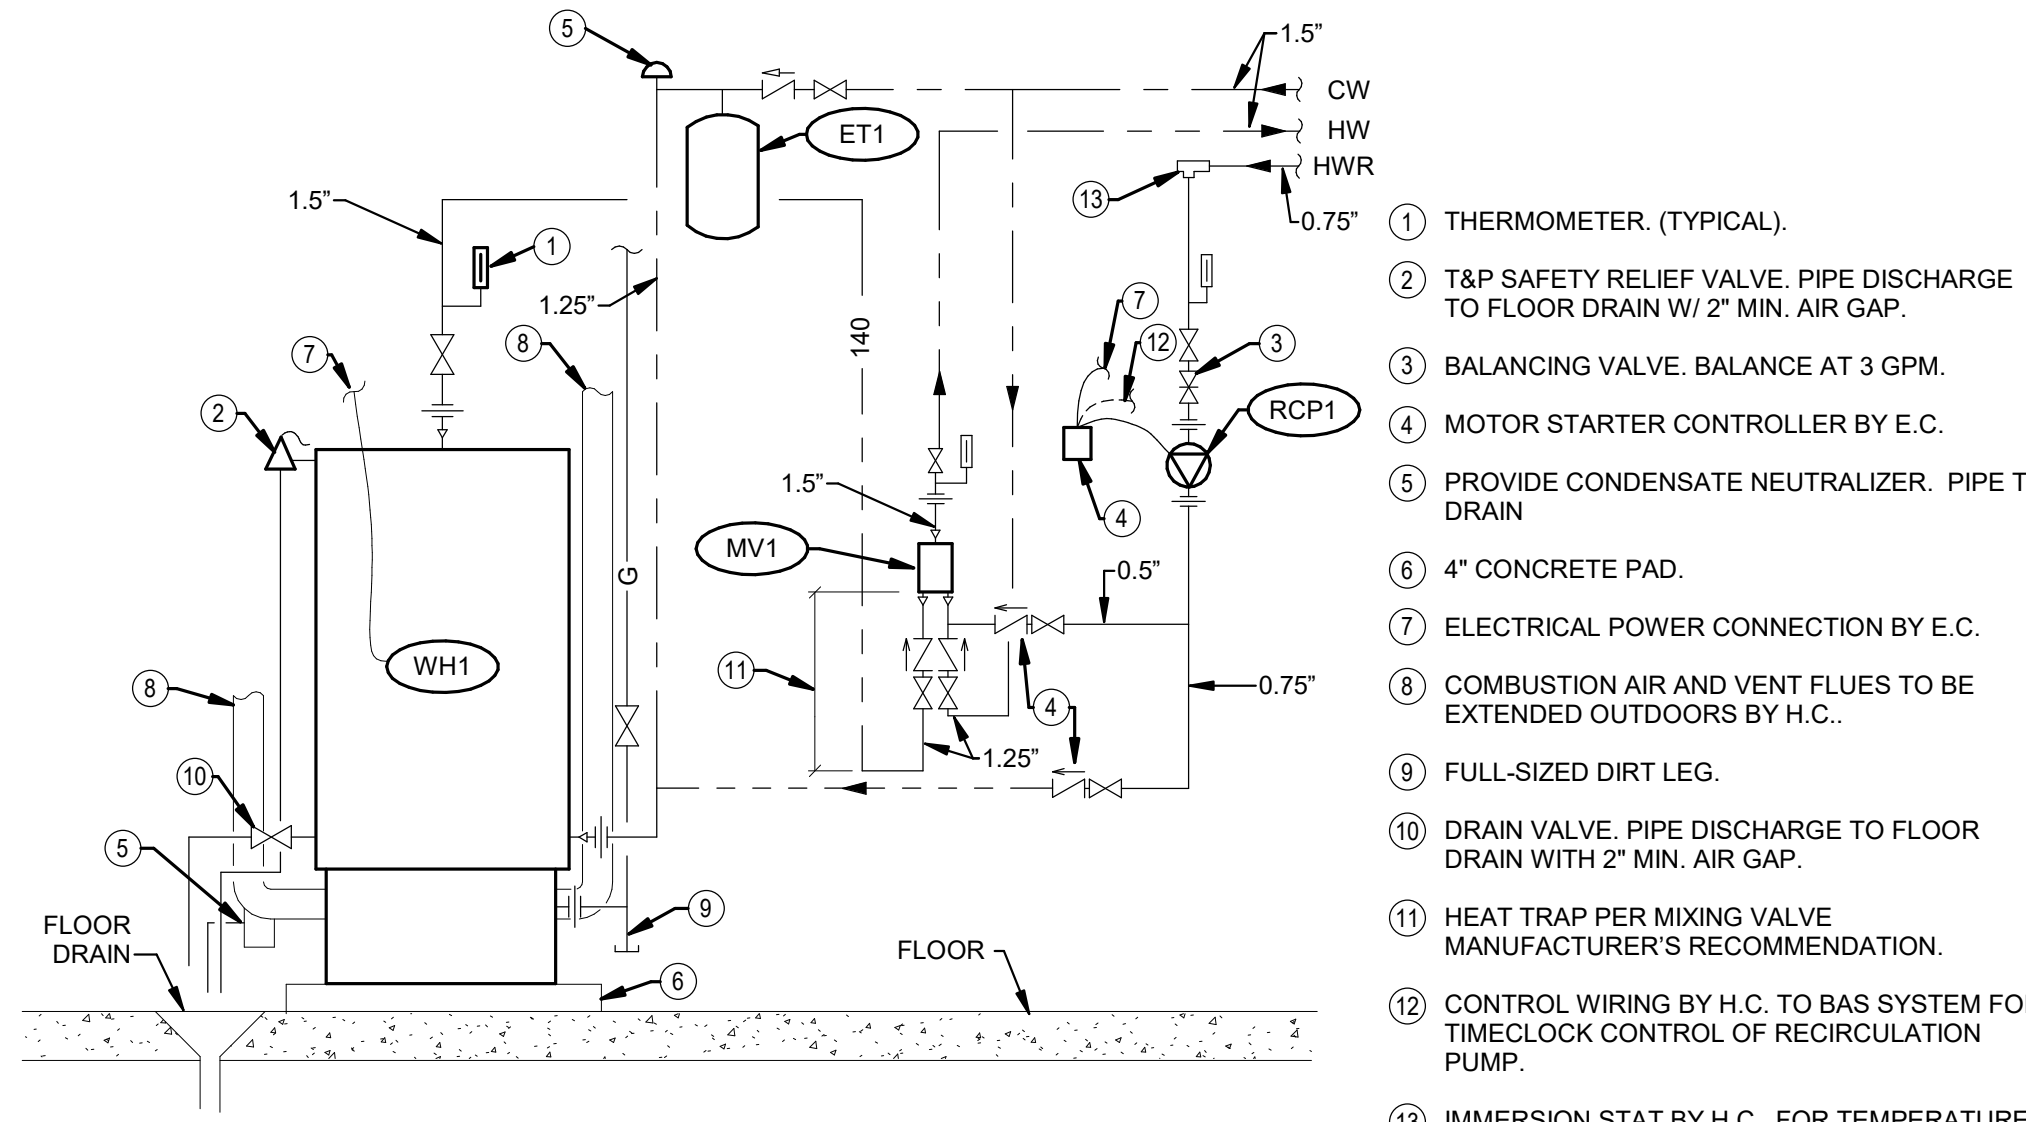 5
1.5”
CW
ET1
HW
HWR
13
1.5”
0.75”
1
1.25”
7
140
12
8
3
7
2
RCP1
1.5”
4
MV1
0.5”
G
WH1
11
8
0.75”
4
1.25”
10
5
FLOOR
DRAIN
9
FLOOR
6
1 THERMOMETER. (TYPICAL).
2 T&P SAFETY RELIEF VALVE. PIPE DISCHARGE
TO FLOOR DRAIN W/ 2" MIN. AIR GAP.
3 BALANCING VALVE. BALANCE AT 3 GPM.
4 MOTOR STARTER CONTROLLER BY E.C.
5 PROVIDE CONDENSATE NEUTRALIZER. PIPE T
DRAIN
6 4" CONCRETE PAD.
7 ELECTRICAL POWER CONNECTION BY E.C.
8 COMBUSTION AIR AND VENT FLUES TO BE
EXTENDED OUTDOORS BY H.C..
9 FULL-SIZED DIRT LEG.
10 DRAIN VALVE. PIPE DISCHARGE TO FLOOR
DRAIN WITH 2" MIN. AIR GAP.
11 HEAT TRAP PER MIXING VALVE
MANUFACTURER’S RECOMMENDATION.
12 CONTROL WIRING BY H.C. TO BAS SYSTEM FO
TIMECLOCK CONTROL OF RECIRCULATION
PUMP.
13 IMMERSION STAT BY H.C., FOR TEMPERATURE